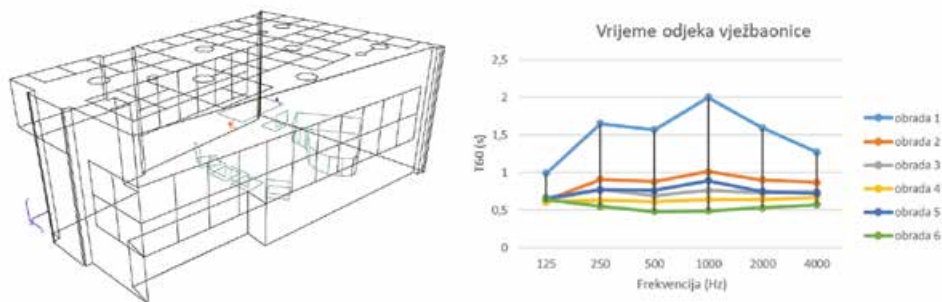 Vrijeme odjeka vježbaonice
T60 (s)
2,5
2
1,5
1
0,5
0
125 250 500 1000 2000 4000
Frekvencija (Hz)
obrada 1
obrada 2
obrada 3
obrada 4
obrada 5
obrada 6